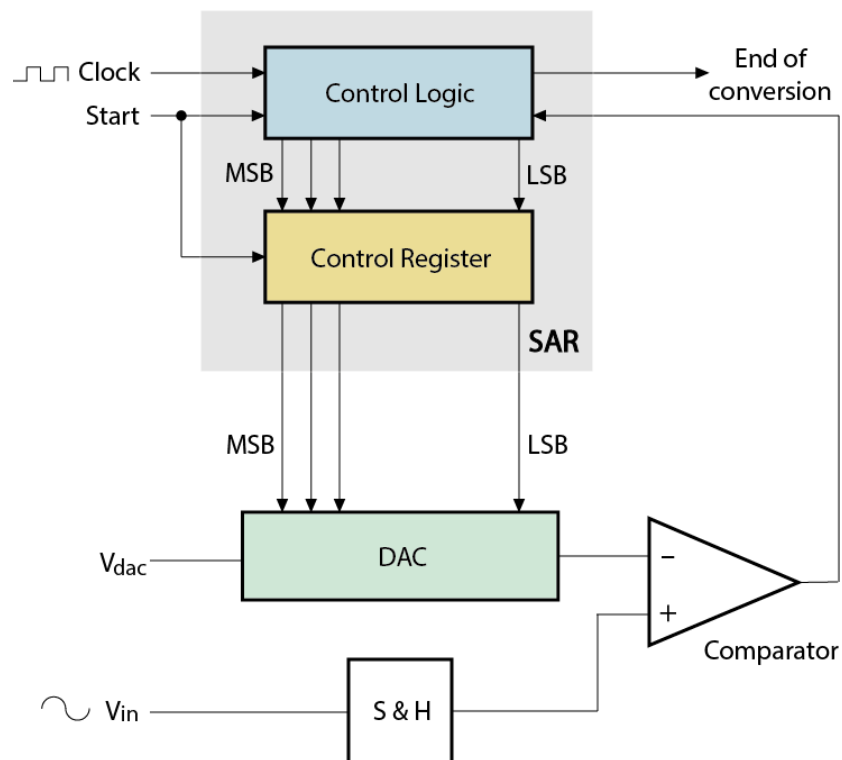 Clock
Start
Control Logic
End of
conversion
MSB
LSB
Control Register
SAR
MSB
LSB
Vdac
DAC
−
+
Comparator
Vin
S & H